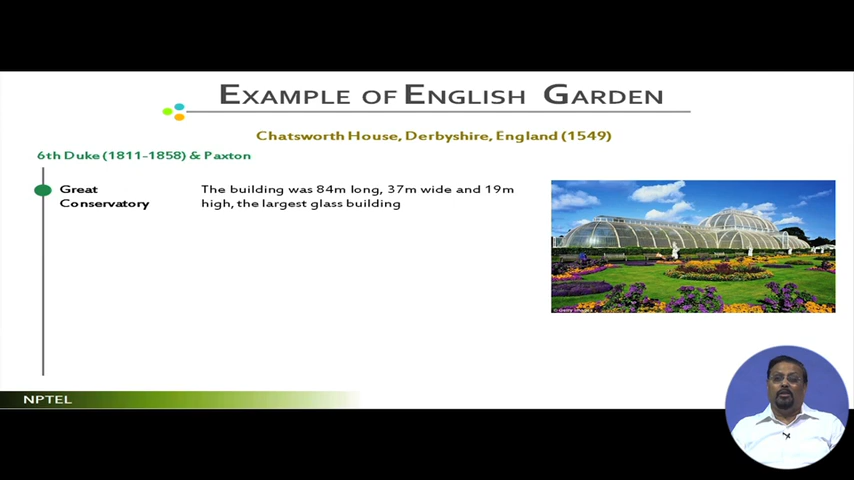 EXAMPLE OF ENGLISH GARDEN
Chatsworth House, Derbyshire, England (1549)
6th Duke (1811-1858) & Paxton
Great Conservatory
The building was 84m long, 37m wide and 19m
high, the largest glass building
NPTEL